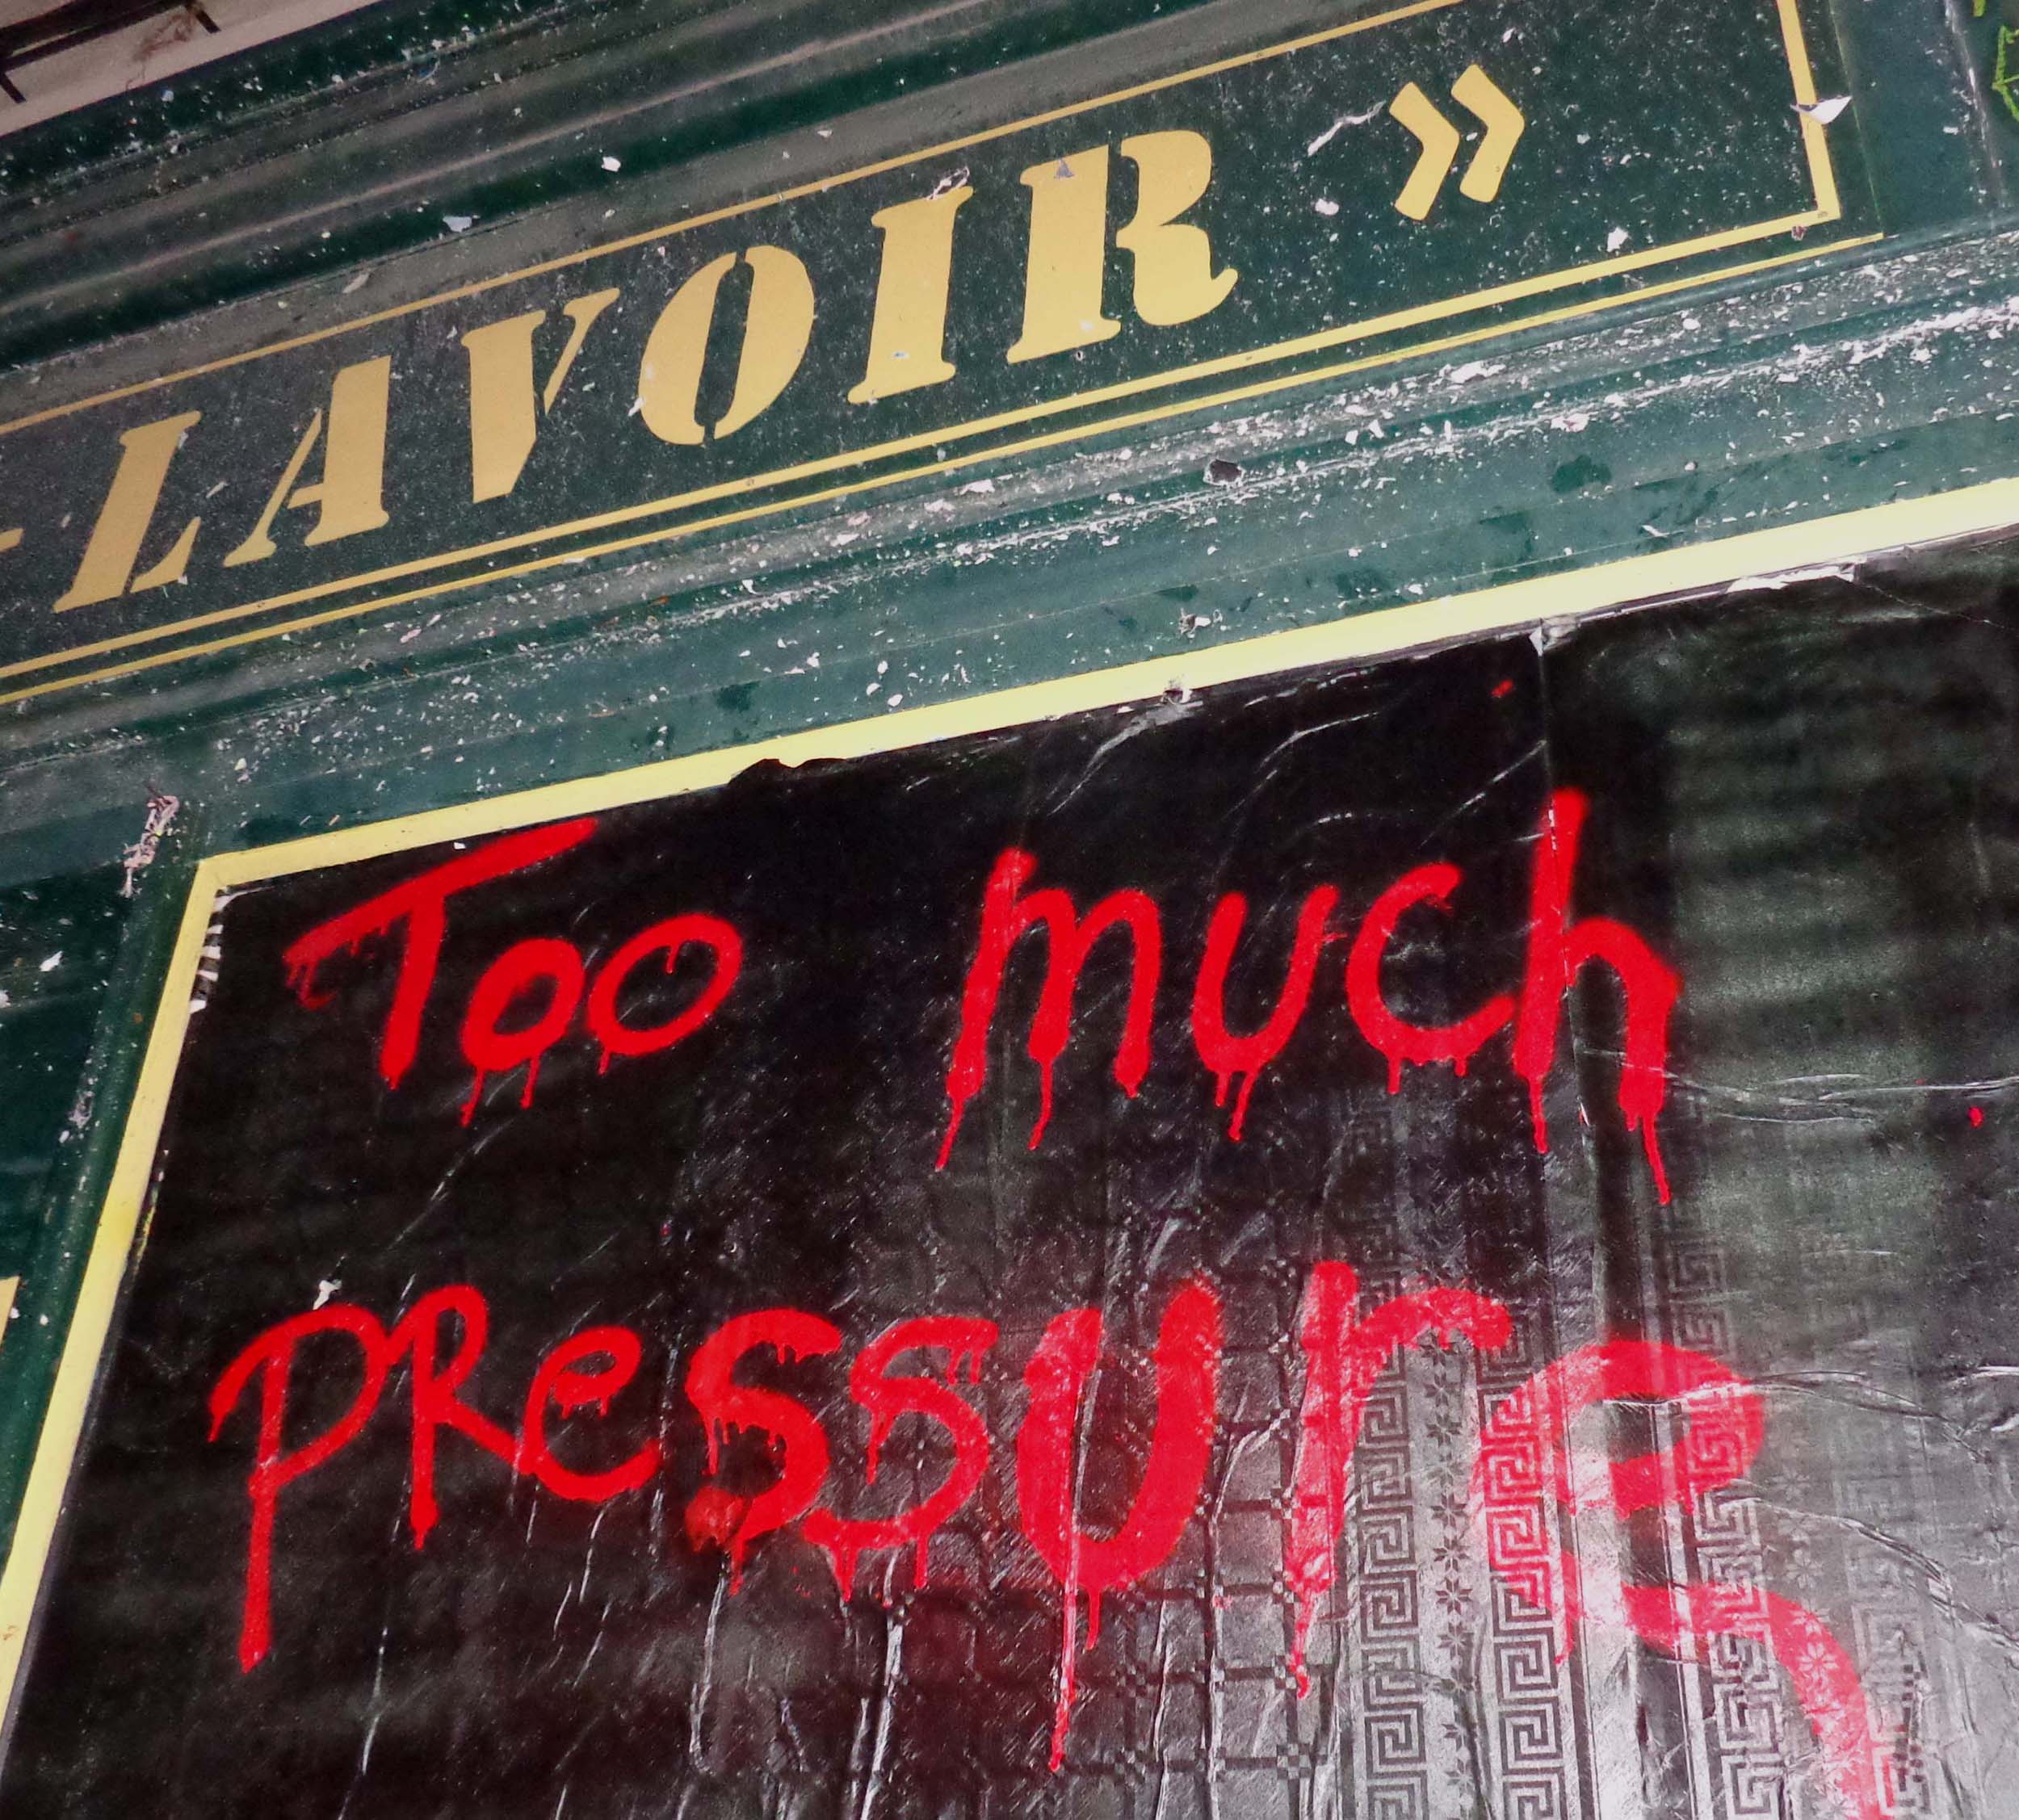 -LAVOIR »
Too much
PRessure